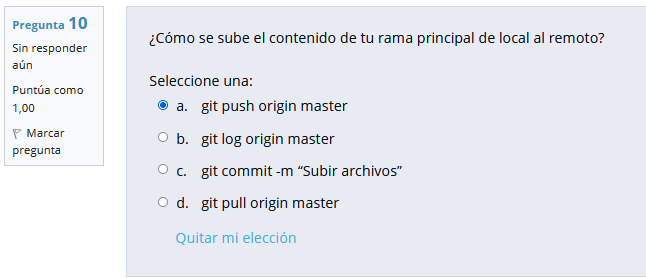 Pregunta 10
Sin responder
aún
Puntúa como
1,00
Marcar
pregunta
¿Cómo se sube el contenido de tu rama principal de local al remoto?
Seleccione una:
a. git push origin master
b. git log origin master
c. git commit -m “Subir archivos”
d. git pull origin master
Quitar mi elección